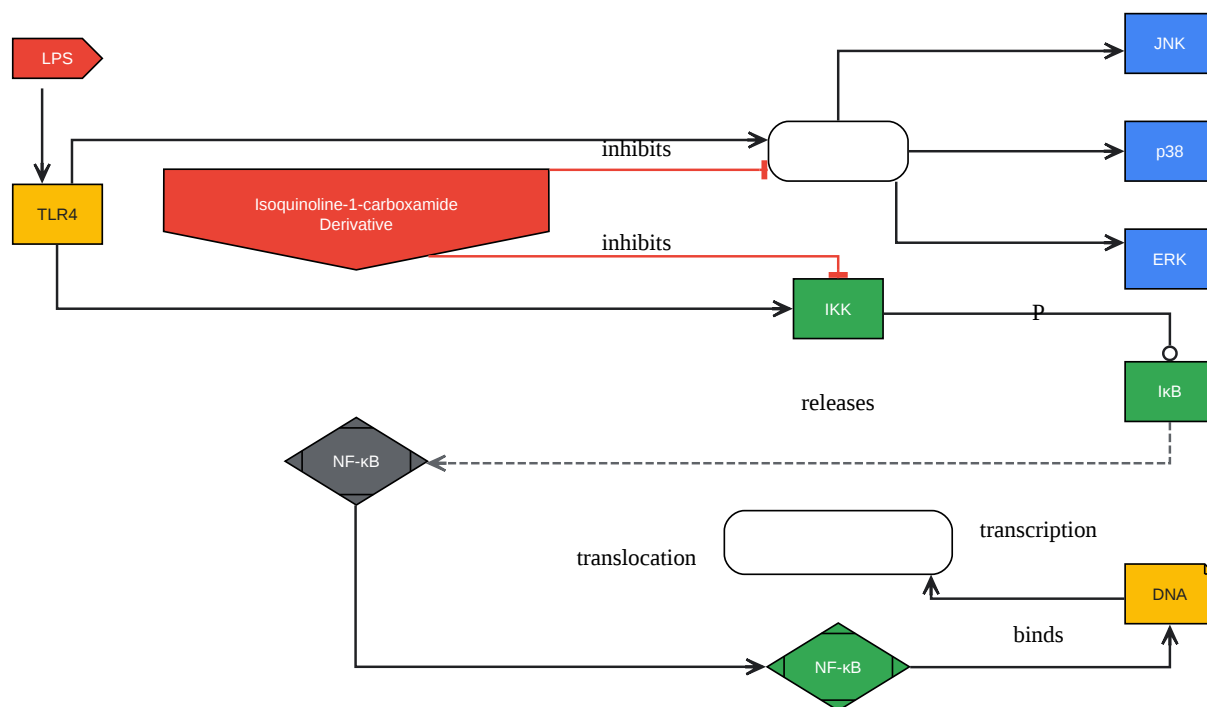 JNK
LPS
inhibits
p38
Isoquinoline-1-carboxamide
Derivative
TLR4
inhibits
ERK
IKK
P
IκB
releases
NF-κB
transcription
translocation
DNA
binds
NF-κB